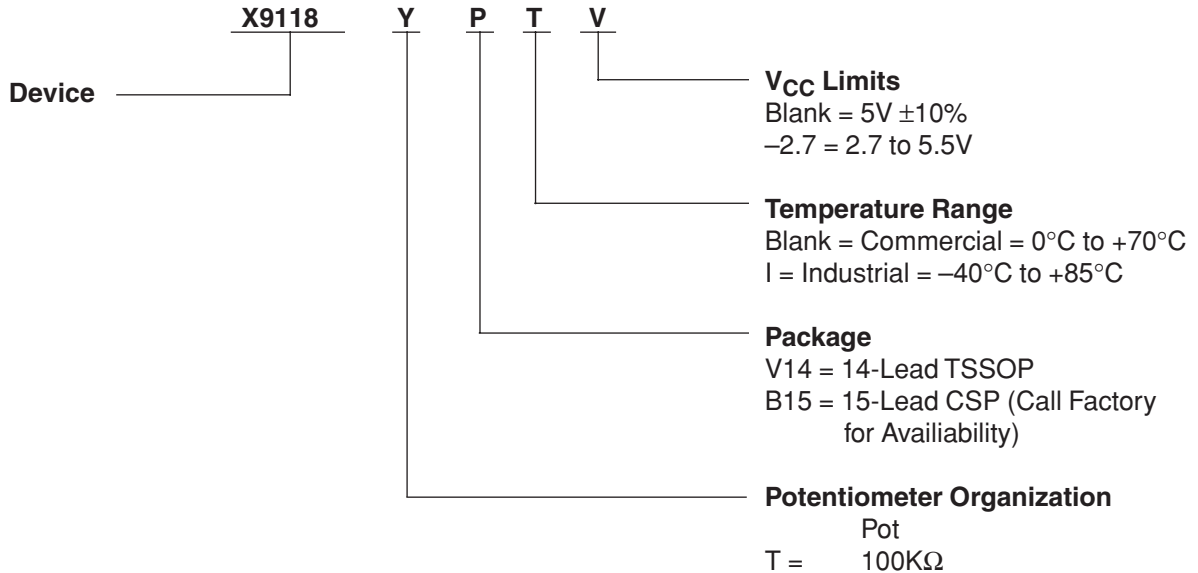 X9118 Y P T V
Device
VCC Limits
Blank = 5V ±10%
–2.7 = 2.7 to 5.5V
Temperature Range
Blank = Commercial = 0°C to +70°C
I = Industrial = –40°C to +85°C
Package
V14 = 14-Lead TSSOP
B15 = 15-Lead CSP (Call Factory
for Availiability)
Potentiometer Organization
Pot
T = 100KΩ